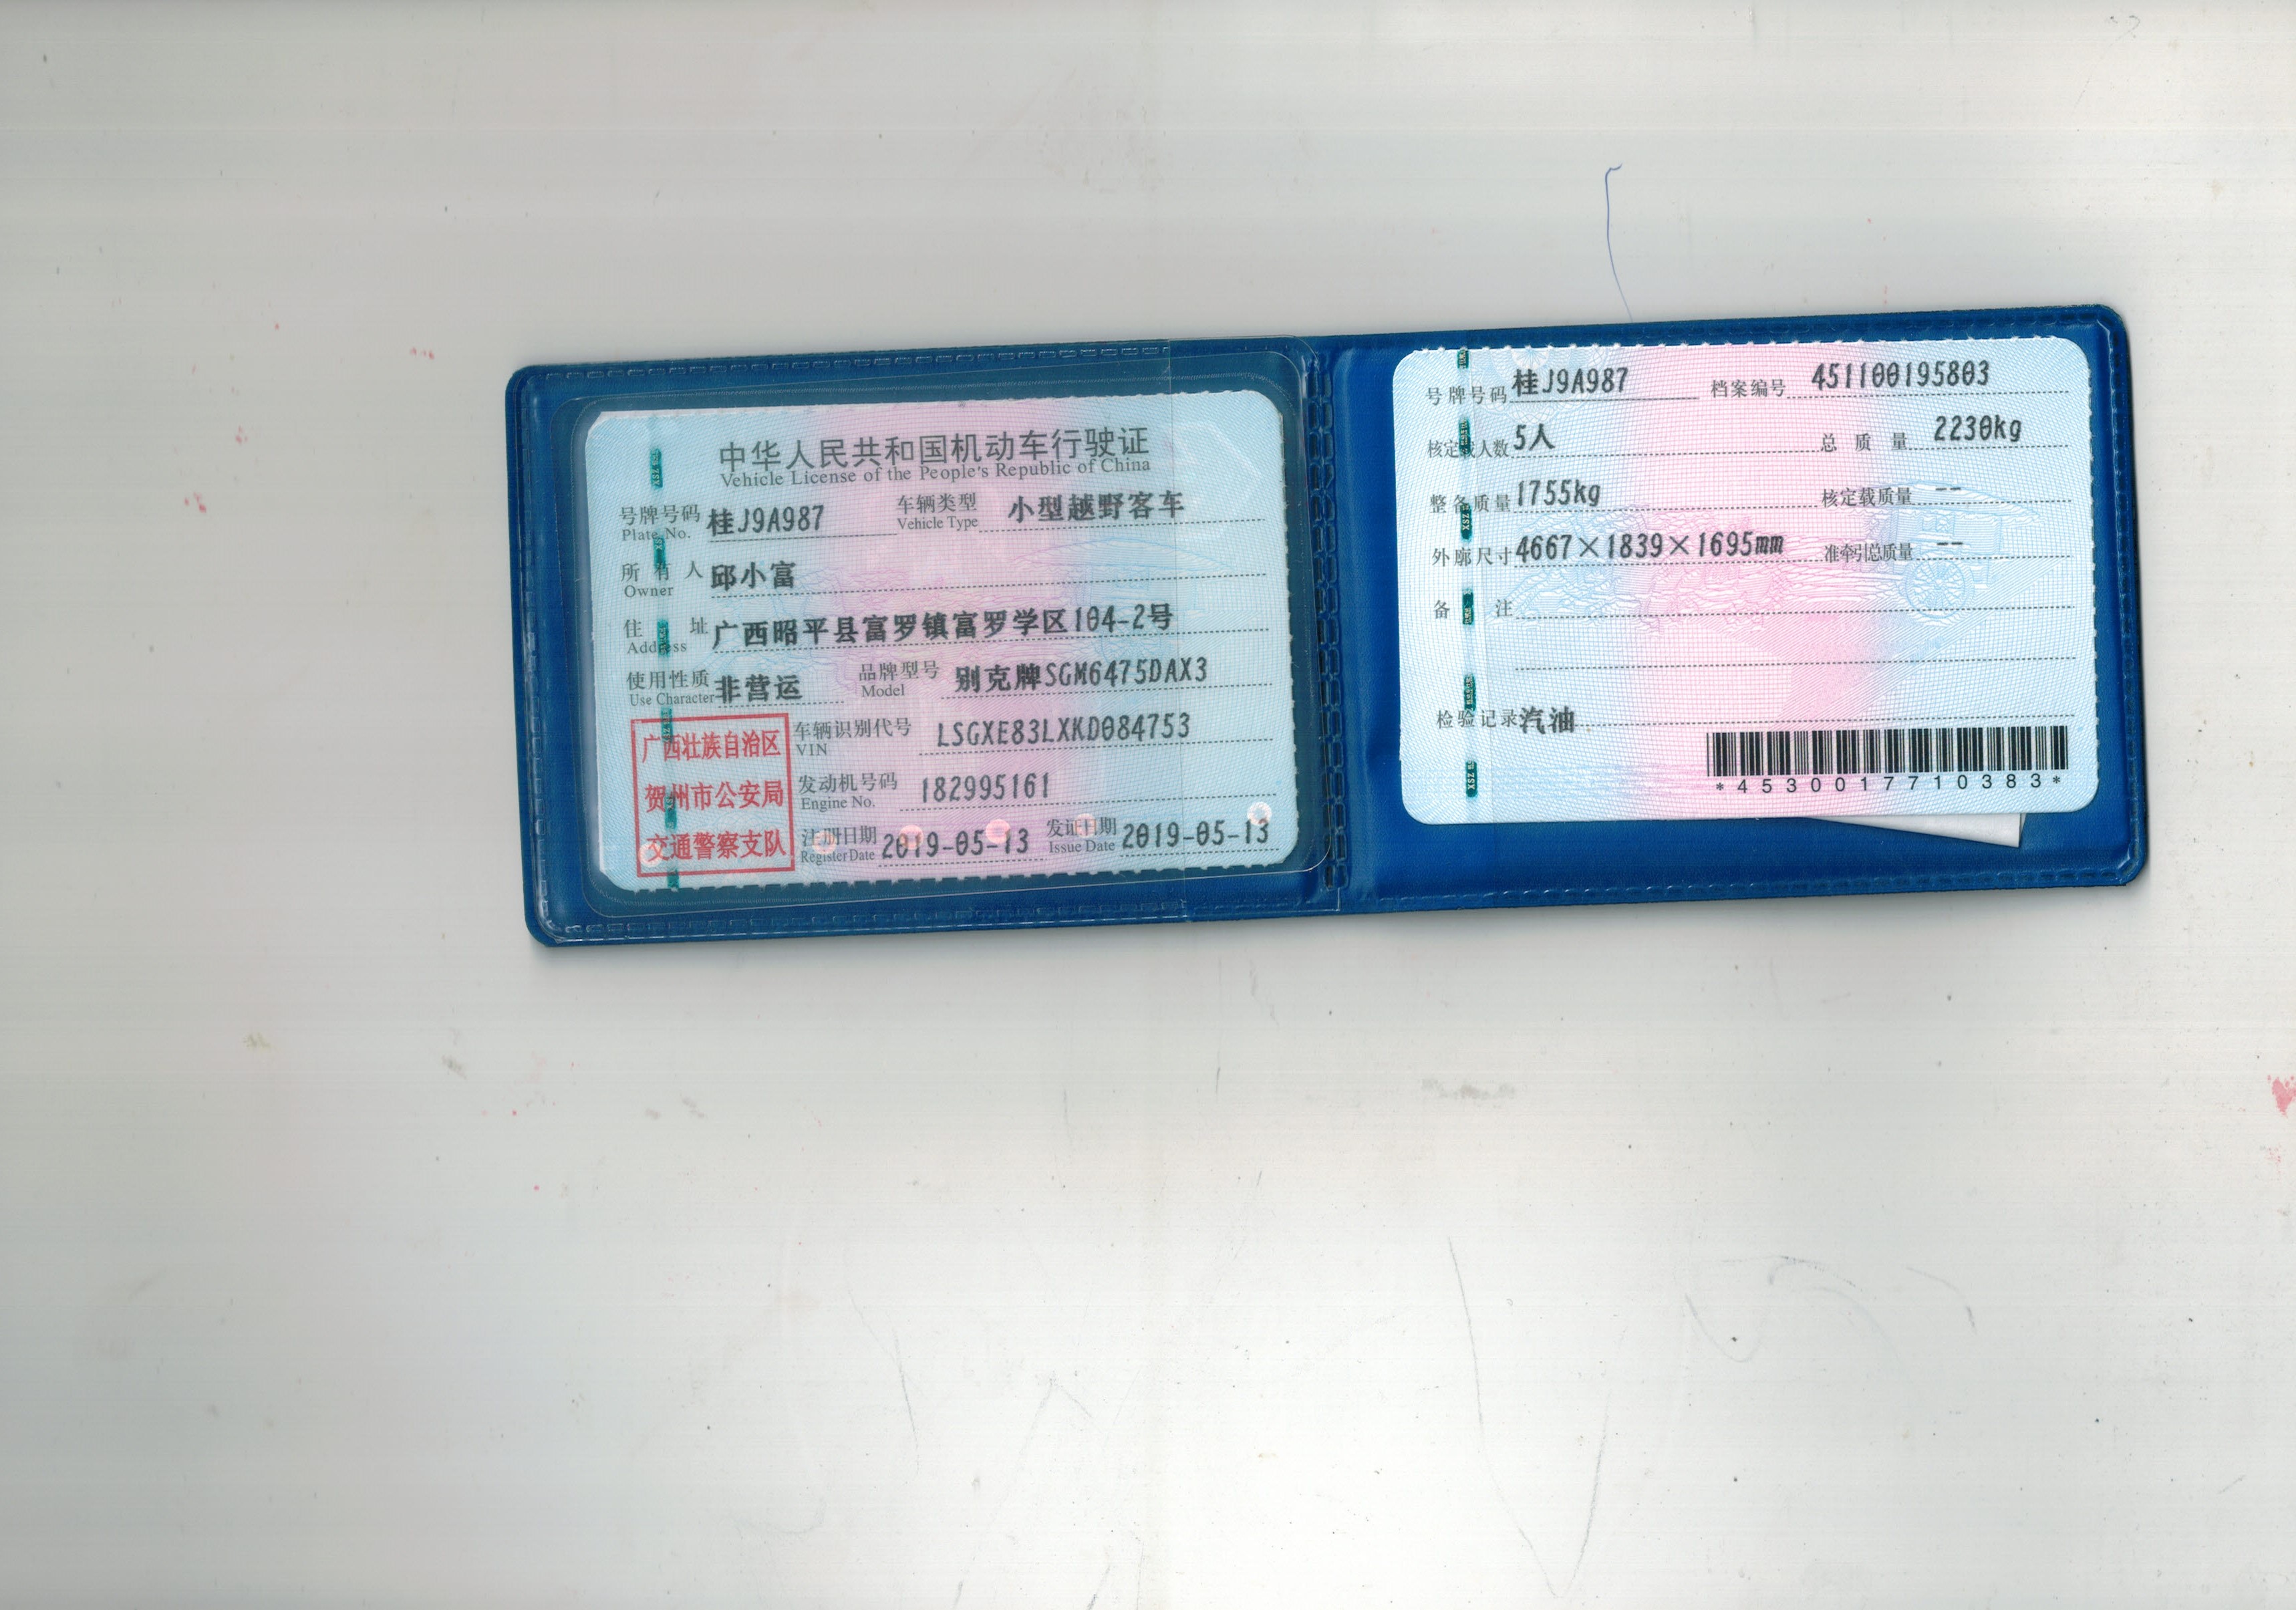 中华人民共和国机动车行驶证
Vehicle License of the People's Republic of China
号牌号码 桂J9A987 车辆类型 小型越野客车
Plate No. Vehicle Type
所有人 邱小富
Owner
住址 广西昭平县富罗镇富罗学区104-2号
Address
使用性质 非营运 品牌型号 别克牌SGM6475DAX3
Use Character Model
广西壮族自治区
贺州市公安局
交通警察支队
车辆识别代号 LSGXE83LXKD084753
VIN
发动机号码 182995161
Engine No.
注册日期 2019-05-13 发证日期 2019-05-13
Register Date Issue Date
号牌号码 桂J9A987 档案编号 451100195803
核定载人数 5人 总质量 2230kg
整备质量 1755kg 核定载质量 --
外廓尺寸 4667×1839×1695mm 准牵引总质量 --
备注
检验记录 汽油
*4530017710383*